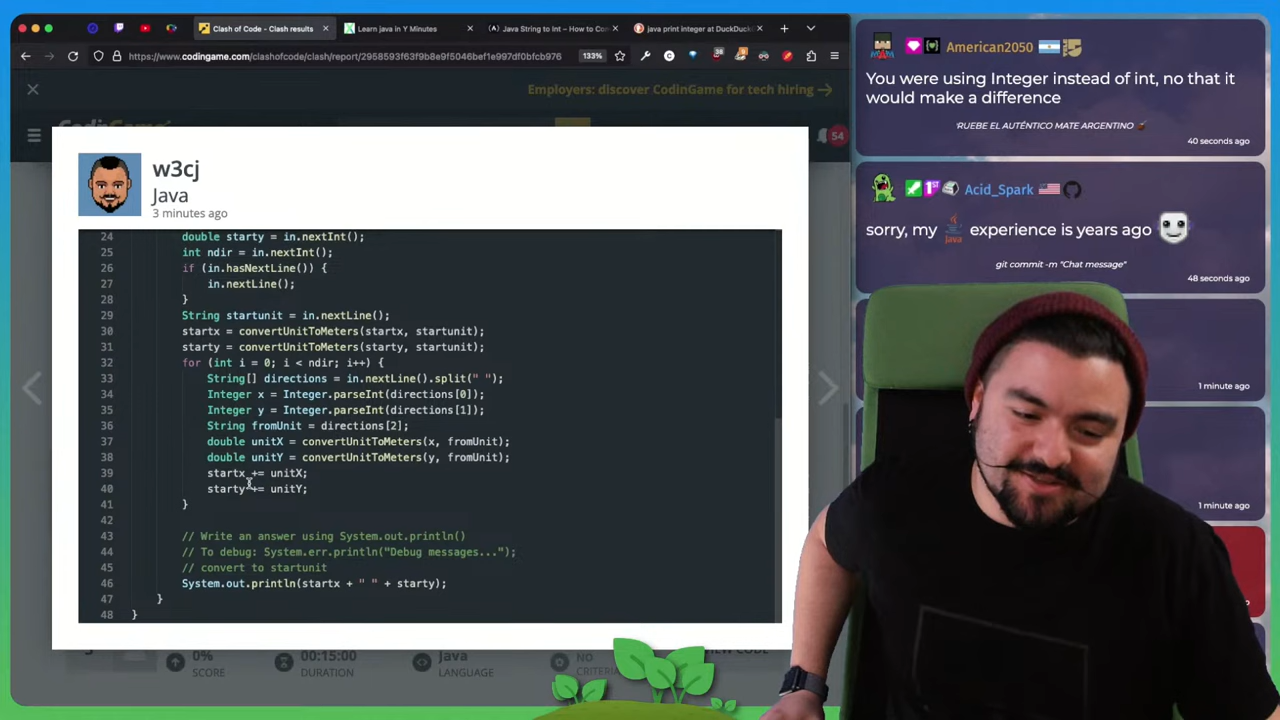 Clash of Code - Clash results
Learn java in Y Minutes
Java String to Int – How to Con
java print integer at DuckDuck
https://www.codingame.com/clashofcode/clash/report/2958593f63f9b8e9f5046bef1e997df0bfcb976
133%
Employers: discover CodinGame for tech hiring
54
w3cj
Java
3 minutes ago
24 double starty = in.nextInt();
25 int ndir = in.nextInt();
26 if (in.hasNextLine()) {
27 in.nextLine();
28 }
29 String startunit = in.nextLine();
30 startx = convertUnitToMeters(startx, startunit);
31 starty = convertUnitToMeters(starty, startunit);
32 for (int i = 0; i < ndir; i++) {
33 String[] directions = in.nextLine().split(" ");
34 Integer x = Integer.parseInt(directions[0]);
35 Integer y = Integer.parseInt(directions[1]);
36 String fromUnit = directions[2];
37 double unitX = convertUnitToMeters(x, fromUnit);
38 double unitY = convertUnitToMeters(y, fromUnit);
39 startx += unitX;
40 starty += unitY;
41 }
42
43 // Write an answer using System.out.println()
44 // To debug: System.err.println("Debug messages...");
45 // convert to startunit
46 System.out.println(startx + " " + starty);
47 }
48 }
0%
SCORE
00:15:00
DURATION
Java
LANGUAGE
NO
VIEW CODE
American2050
You were using Integer instead of int, no that it
would make a difference
'RUEBE EL AUTÉNTICO MATE ARGENTINO
40 seconds ago
Acid_Spark
sorry, my Java experience is years ago
git commit -m "Chat message"
48 seconds ago
1 minute ago
1 minute ago